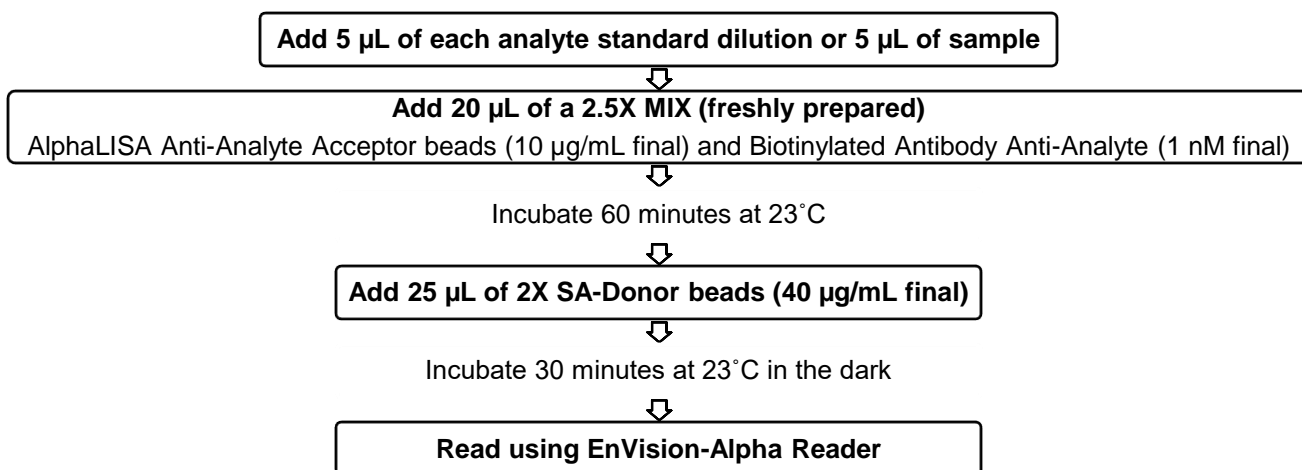 Add 5 µL of each analyte standard dilution or 5 µL of sample
Add 20 µL of a 2.5X MIX (freshly prepared)
AlphaLISA Anti-Analyte Acceptor beads (10 µg/mL final) and Biotinylated Antibody Anti-Analyte (1 nM final)
Incubate 60 minutes at 23˚C
Add 25 µL of 2X SA-Donor beads (40 µg/mL final)
Incubate 30 minutes at 23˚C in the dark
Read using EnVision-Alpha Reader